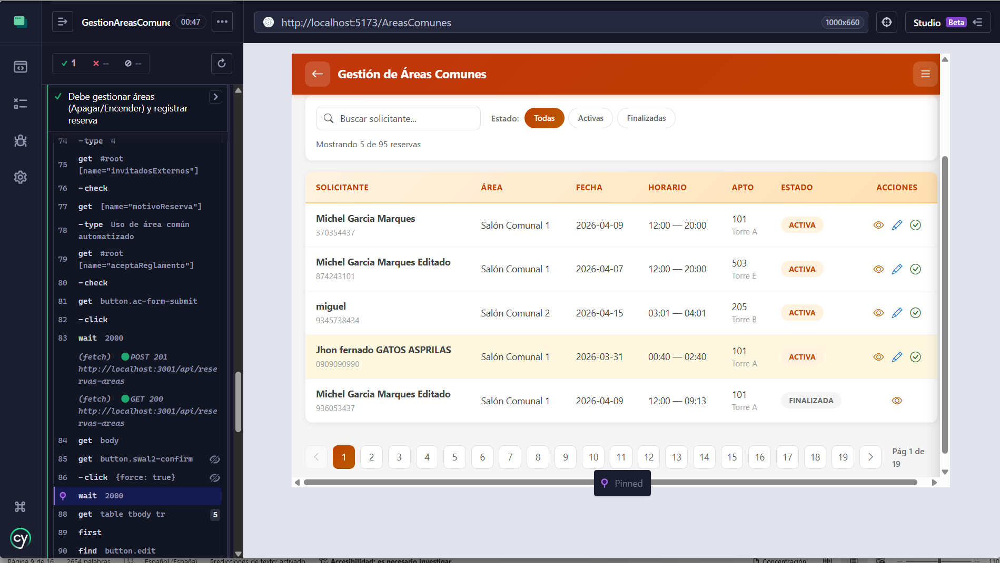 GestionAreasComune
00:47
http://localhost:5173/AreasComunes
1000x660
Studio Beta
1
--
--
Debe gestionar áreas
(Apagar/Encender) y registrar
reserva
74 -type 4
75 get #root
[name="invitadosExternos"]
76 -check
77 get [name="motivoReserva"]
78 -type Uso de área común
automatizado
79 get #root
[name="aceptaReglamento"]
80 -check
81 get button.ac-form-submit
82 -click
83 wait 2000
(fetch) POST 201
http://localhost:3001/api/rese
rvas-areas
(fetch) GET 200
http://localhost:3001/api/rese
rvas-areas
84 get body
85 get button.swal2-confirm
86 -click {force: true}
wait 2000
88 get table tbody tr 5
89 first
90 find button.edit
cy
Gestión de Áreas Comunes
Buscar solicitante...
Estado: Todas Activas Finalizadas
Mostrando 5 de 95 reservas
SOLICITANTE ÁREA FECHA HORARIO APTO ESTADO ACCIONES
Michel Garcia Marques
370354437
Salón Comunal 1 2026-04-09 12:00 — 20:00
101
Torre A
ACTIVA
Michel Garcia Marques Editado
874243101
Salón Comunal 1 2026-04-07 12:00 — 20:00
503
Torre E
ACTIVA
miguel
9345738434
Salón Comunal 2 2026-04-15 03:01 — 04:01
205
Torre B
ACTIVA
Jhon fernado GATOS ASPRILAS
0909090990
Salón Comunal 1 2026-03-31 00:40 — 02:40
101
Torre A
ACTIVA
Michel Garcia Marques Editado
936053437
Salón Comunal 1 2026-04-09 12:00 — 09:13
101
Torre A
FINALIZADA
1 2 3 4 5 6 7 8 9 10 11 12 13 14 15 16 17 18 19
Pág 1 de
19
Pinned
Página 9 de 16 2654 palabras Español (España) Predicciones de texto: activado Accesibilidad: es necesario investigar Concentración